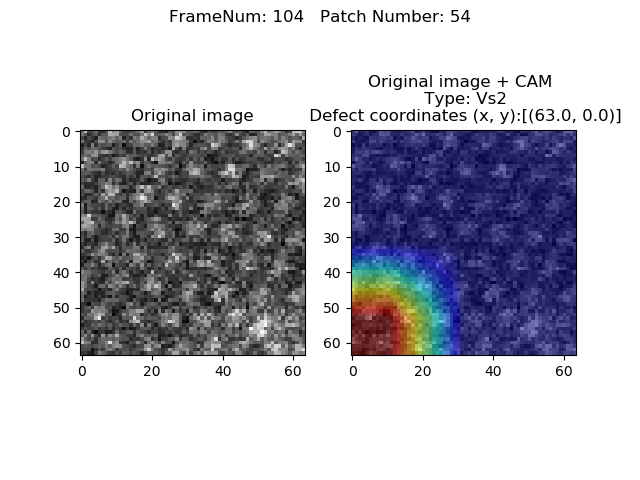 FrameNum: 104   Patch Number: 54
Original image + CAM
Type: Vs2
Original image
Defect coordinates (x, y):[(63.0, 0.0)]
0
10
20
30
40
50
60
0 20 40 60
0
10
20
30
40
50
60
0 20 40 60